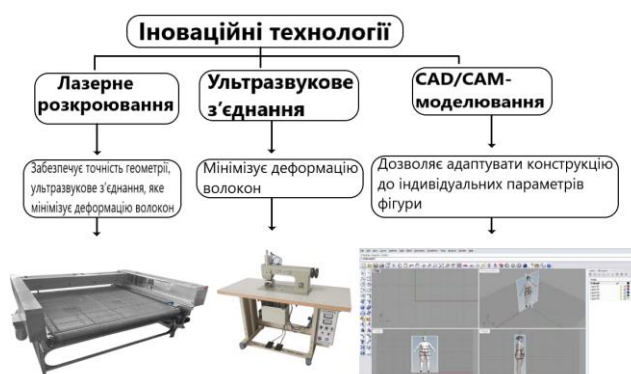 Іноваційні технології
Лазерне
розкроювання
Ультразвукове
з’єднання
CAD/CAM-
моделювання
Забезпечує точність геометрії,
ультразвукове з’єднання, яке
мінімізує деформацію волокон
Мінімізує деформацію
волокон
Дозволяє адаптувати конструкцію
до індивідуальних параметрів
фігури